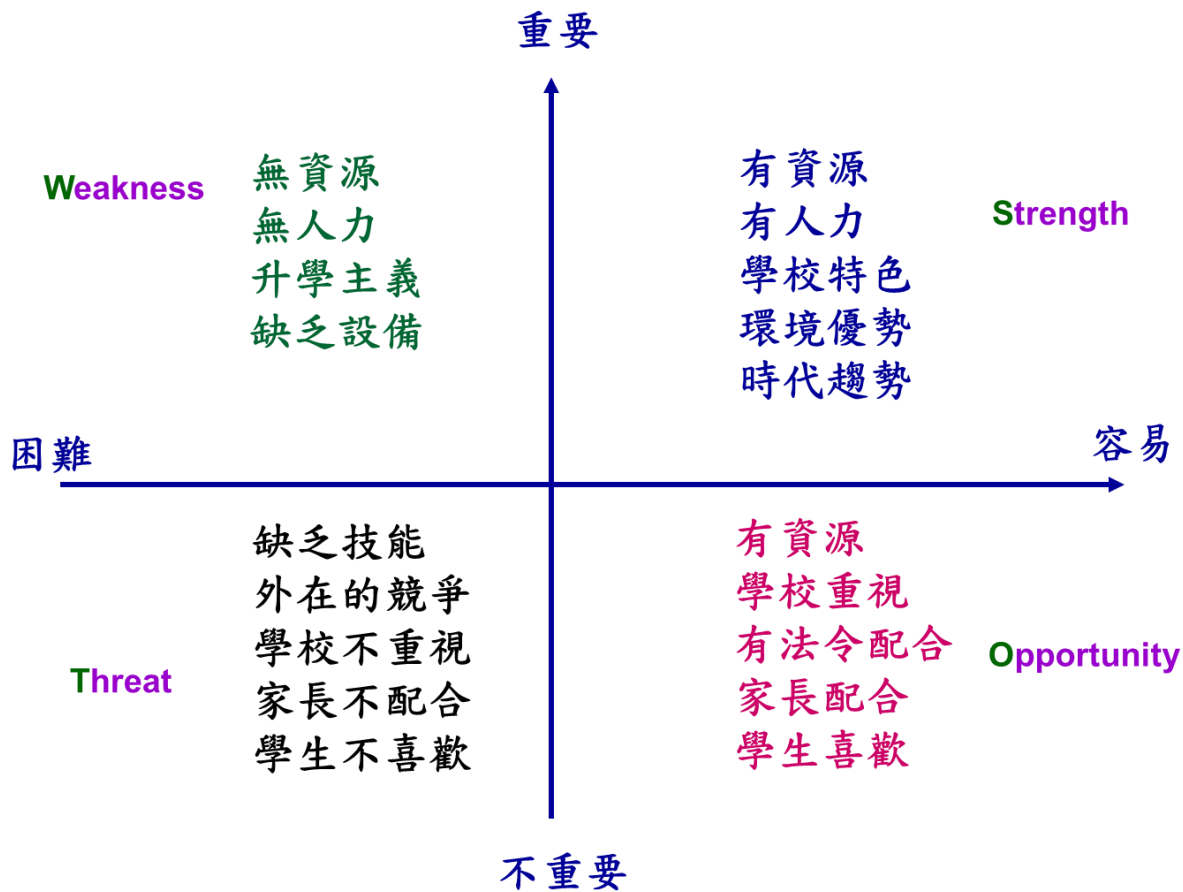 重要
Weakness
無資源
無人力
升學主義
缺乏設備
有資源
有人力
學校特色
環境優勢
時代趨勢
Strength
困難
容易
缺乏技能
外在的競爭
學校不重視
家長不配合
學生不喜歡
Threat
有資源
學校重視
有法令配合
家長配合
學生喜歡
Opportunity
不重要